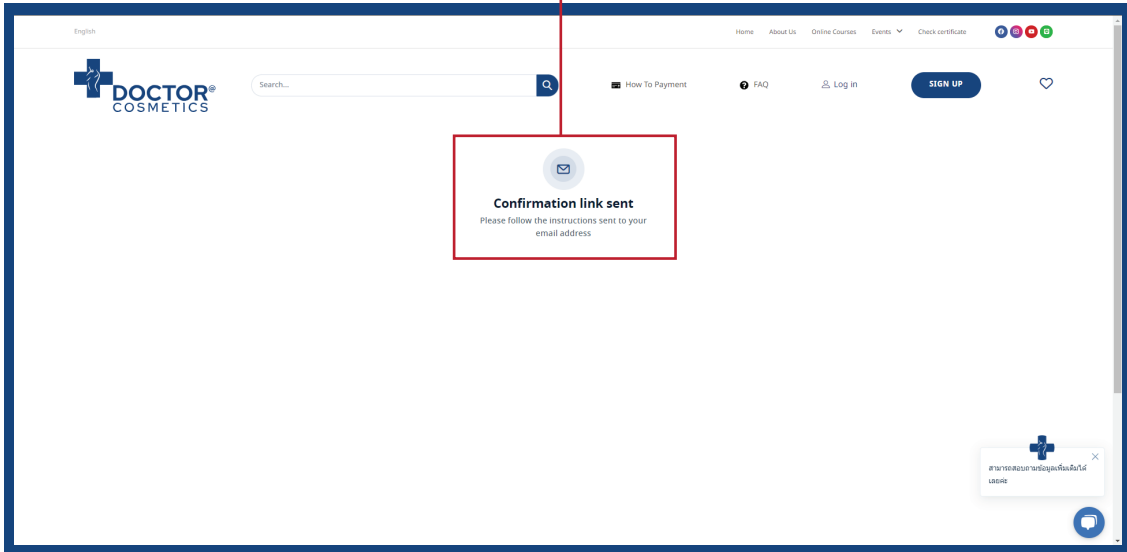 English
Home About Us Online Courses Events Check certificate
DOCTOR®
COSMETICS
Search...
How To Payment
FAQ
Log in
SIGN UP
Confirmation link sent
Please follow the instructions sent to your
email address
สามารถสอบถามข้อมูลเพิ่มเติมได้
เลยค่ะ